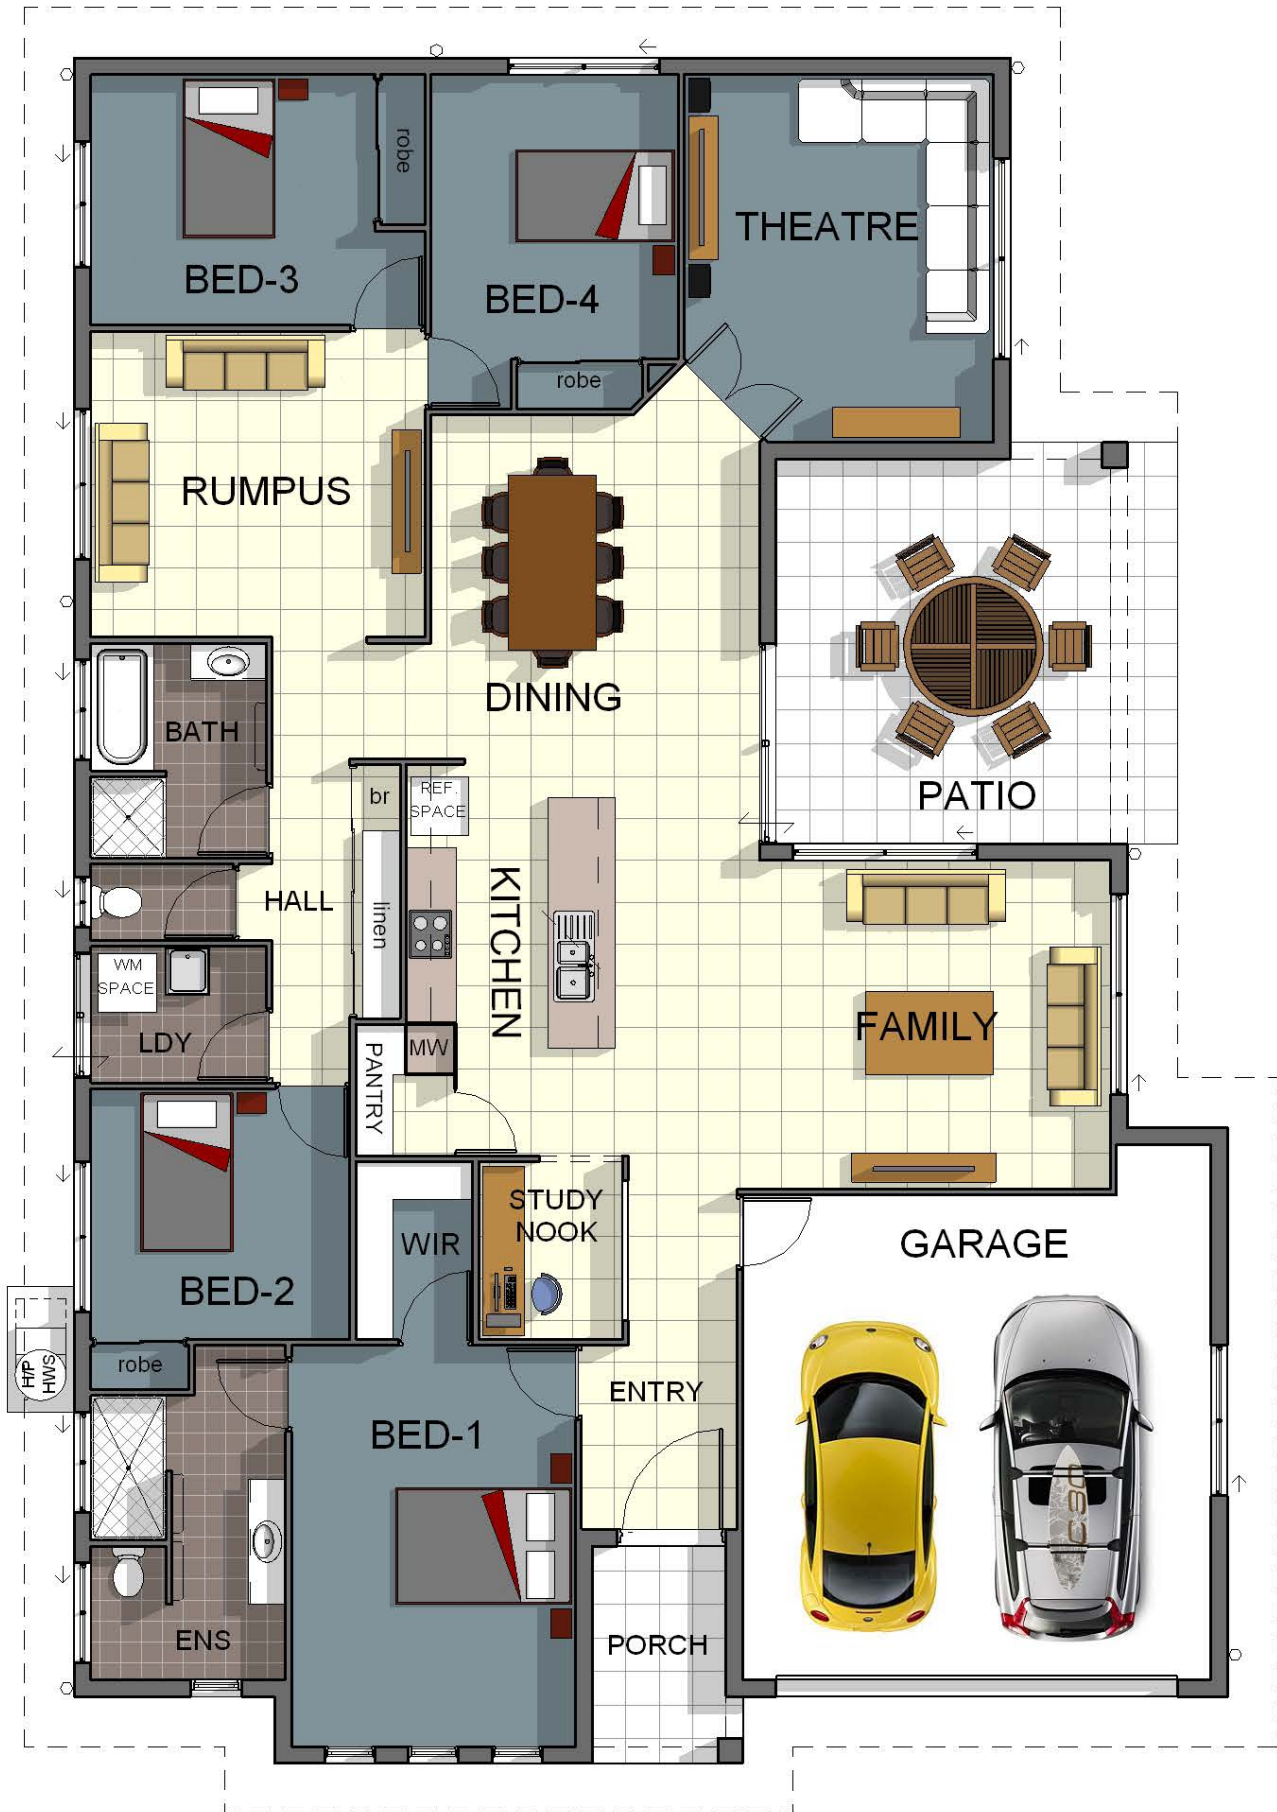 robe
THEATRE
BED-3
BED-4
robe
RUMPUS
DINING
BATH
PATIO
br
REF.
SPACE
KITCHEN
HALL
linen
WM
SPACE
LDY
FAMILY
MW
PANTRY
STUDY
NOOK
WIR
GARAGE
BED-2
H/P
HWS
robe
ENTRY
BED-1
C30
ENS
PORCH